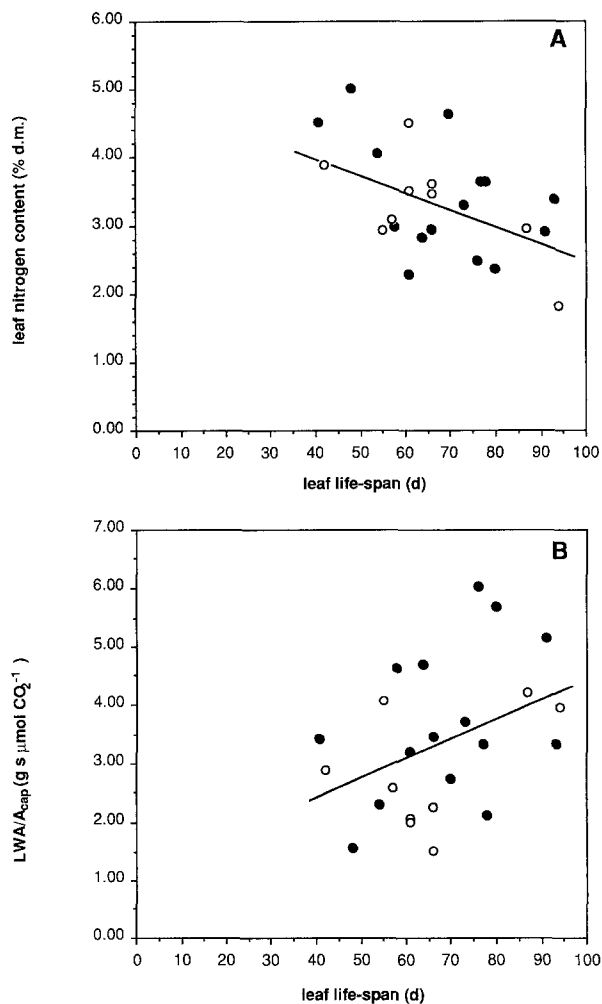 A
6.00
5.00
4.00
3.00
2.00
1.00
0.00
leaf nitrogen content (% d.m.)
0 10 20 30 40 50 60 70 80 90 100
leaf life-span (d)
B
7.00
6.00
5.00
4.00
3.00
2.00
1.00
0.00
LWA/Acap (g s µmol CO2-1 )
0 10 20 30 40 50 60 70 80 90 100
leaf life-span (d)